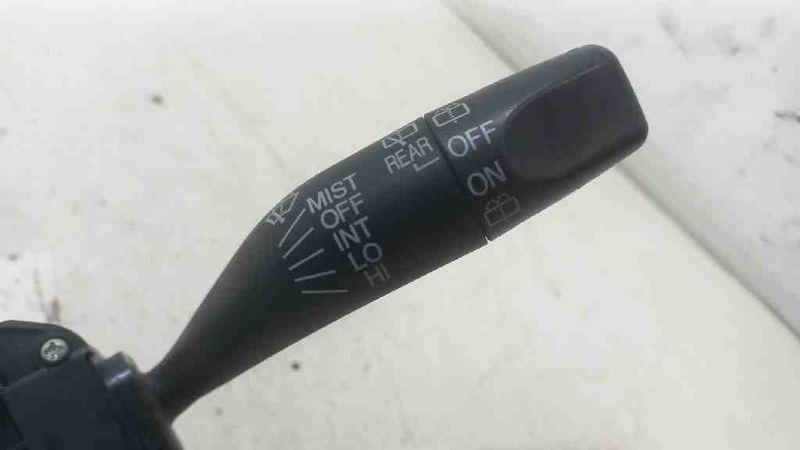 MIST
OFF
INT
LO
HI
REAR
OFF
ON